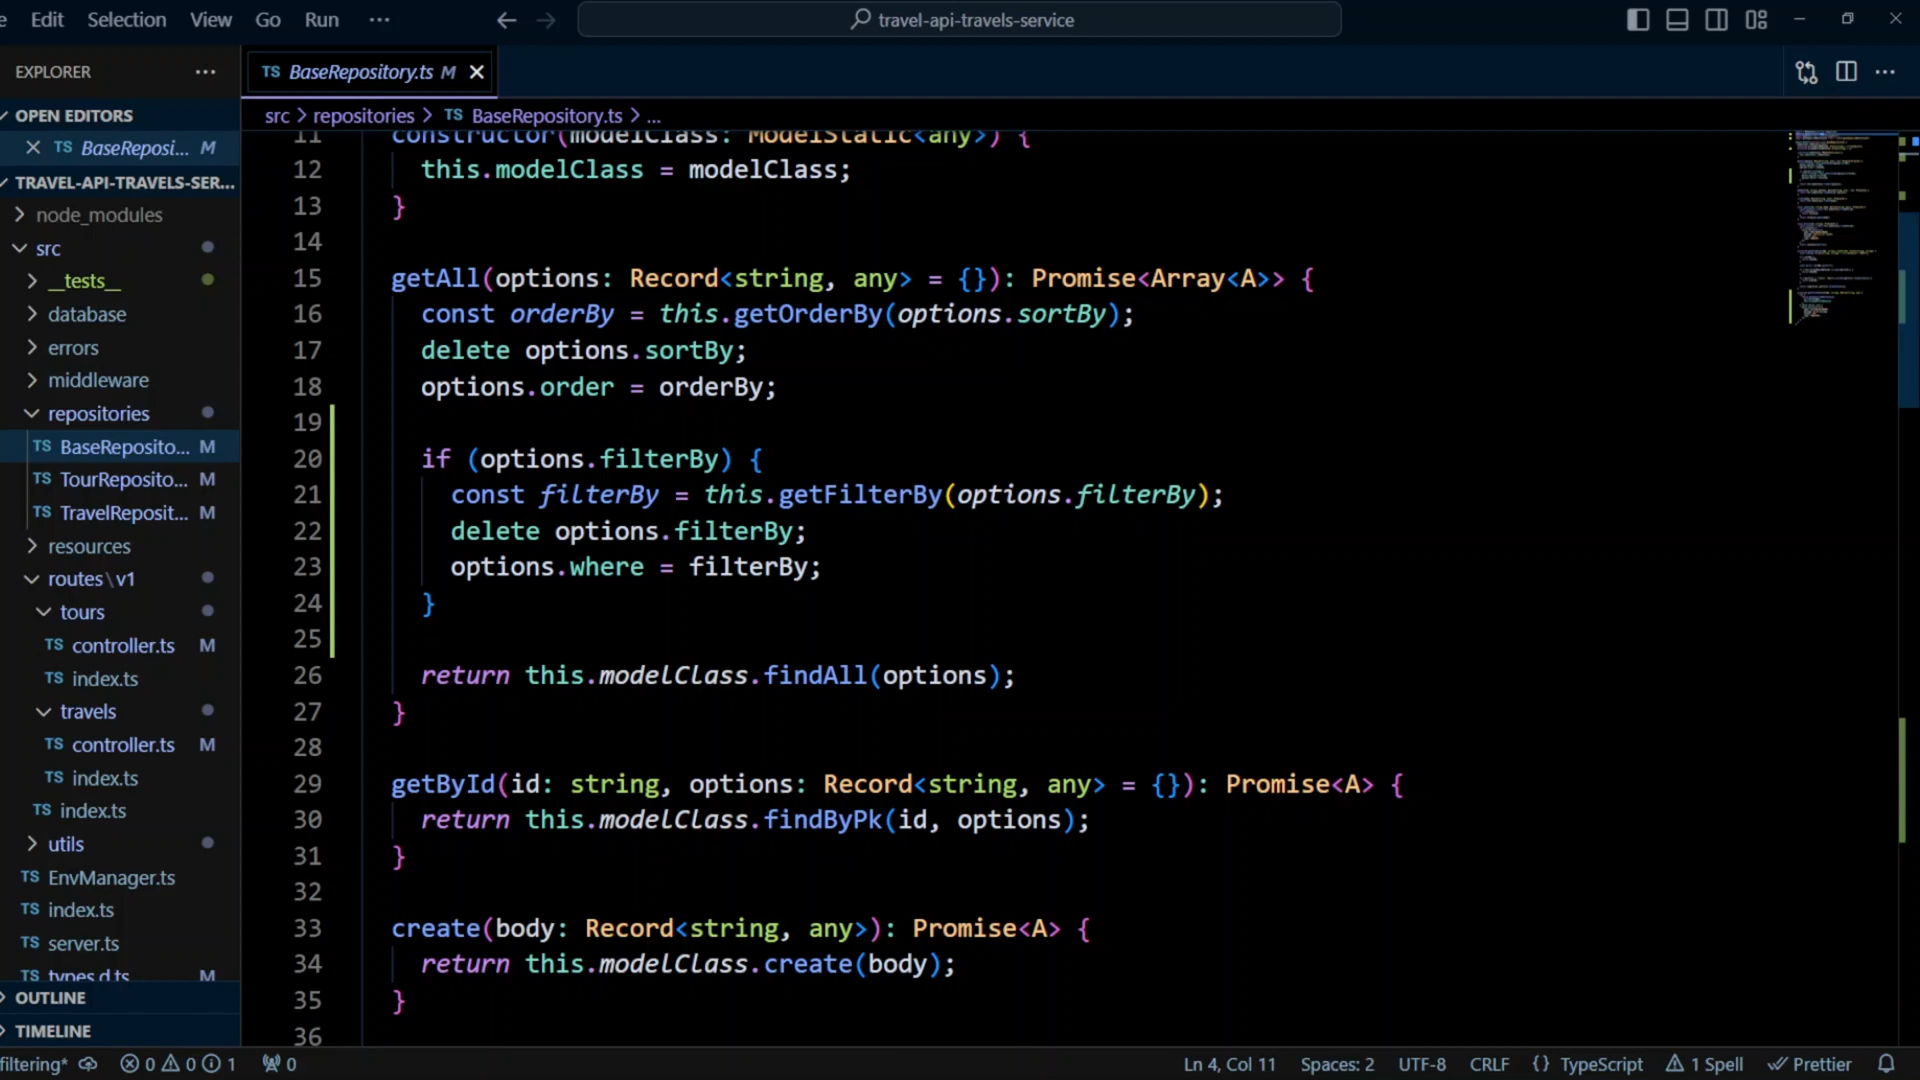 e Edit Selection View Go Run ··· travel-api-travels-service
EXPLORER ···
OPEN EDITORS
TS BaseReposi... M
TRAVEL-API-TRAVELS-SER...
node_modules
src
__tests__
database
errors
middleware
repositories
TS BaseReposito... M
TS TourReposito... M
TS TravelReposit... M
resources
routes\v1
tours
TS controller.ts M
TS index.ts
travels
TS controller.ts M
TS index.ts
TS index.ts
utils
TS EnvManager.ts
TS index.ts
TS server.ts
TS types.d.ts M
OUTLINE
TIMELINE
TS BaseRepository.ts M
src > repositories > TS BaseRepository.ts > ...
11 constructor(modelClass: ModelStatic<any>) {
12 this.modelClass = modelClass;
13 }
14
15 getAll(options: Record<string, any> = {}): Promise<Array<A>> {
16 const orderBy = this.getOrderBy(options.sortBy);
17 delete options.sortBy;
18 options.order = orderBy;
19
20 if (options.filterBy) {
21 const filterBy = this.getFilterBy(options.filterBy);
22 delete options.filterBy;
23 options.where = filterBy;
24 }
25
26 return this.modelClass.findAll(options);
27 }
28
29 getById(id: string, options: Record<string, any> = {}): Promise<A> {
30 return this.modelClass.findByPk(id, options);
31 }
32
33 create(body: Record<string, any>): Promise<A> {
34 return this.modelClass.create(body);
35 }
36
filtering* 0 0 1 0 Ln 4, Col 11 Spaces: 2 UTF-8 CRLF {} TypeScript 1 Spell Prettier